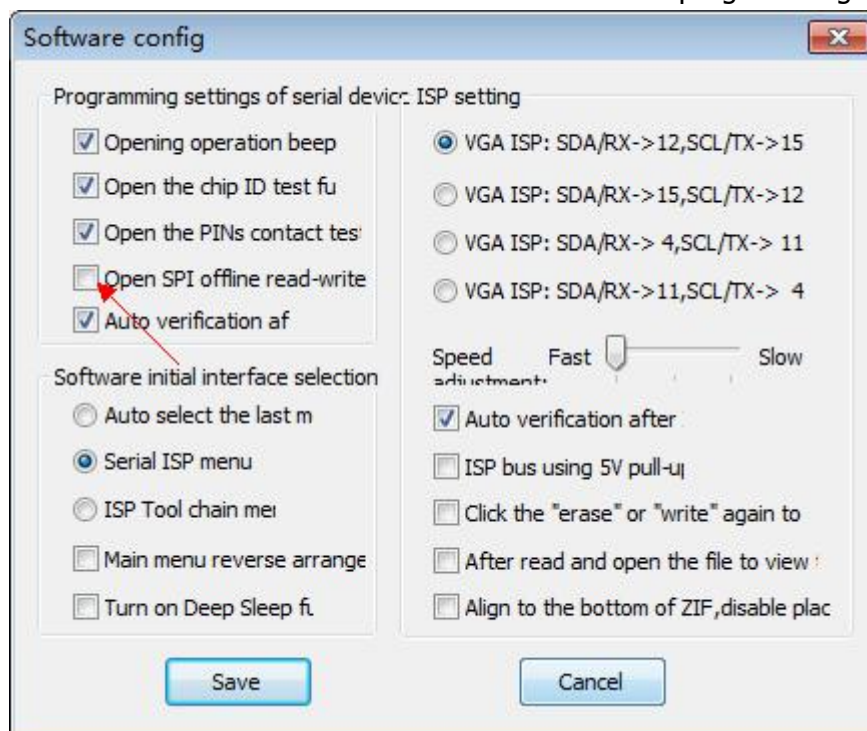 Software config
Programming settings of serial devic
Opening operation beep
Open the chip ID test fu
Open the PINs contact tes
Open SPI offline read-write
Auto verification af
Software initial interface selection
Auto select the last m
Serial ISP menu
ISP Tool chain me
Main menu reverse arrange
Turn on Deep Sleep fu
ISP setting
VGA ISP: SDA/RX->12,SCL/TX->15
VGA ISP: SDA/RX->15,SCL/TX->12
VGA ISP: SDA/RX-> 4,SCL/TX-> 11
VGA ISP: SDA/RX->11,SCL/TX-> 4
Speed adjustment:
Fast
Slow
Auto verification after
ISP bus using 5V pull-u
Click the "erase" or "write" again to
After read and open the file to view
Align to the bottom of ZIF,disable plac
Save
Cancel